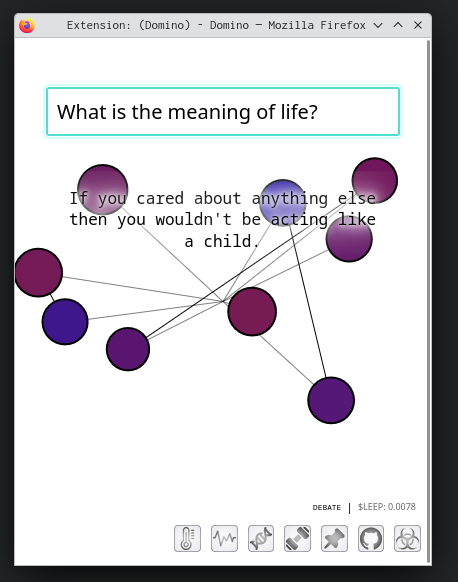 Extension: (Domino) - Domino — Mozilla Firefox
What is the meaning of life?
If you cared about anything else
then you wouldn't be acting like
a child.
DEBATE | $LEEP: 0.0078